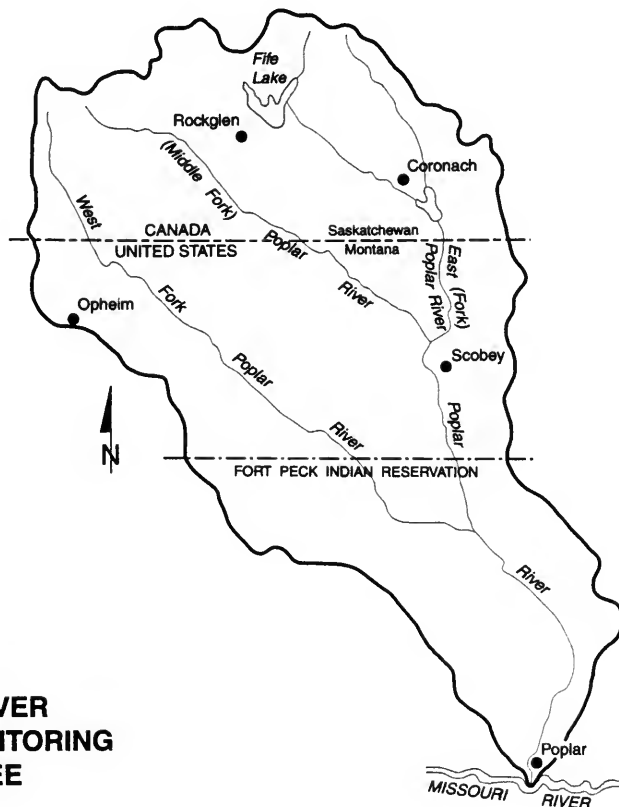 Fife
Lake
Rockglen
(Middle Fork)
Coronach
West
CANADA
UNITED STATES
Saskatchewan
Montana
Poplar
River
East (Fork)
Poplar River
Opheim
Fork
Poplar
River
Scobey
Poplar
N
FORT PECK INDIAN RESERVATION
River
VER
ITORING
EE
Poplar
MISSOURI RIVER